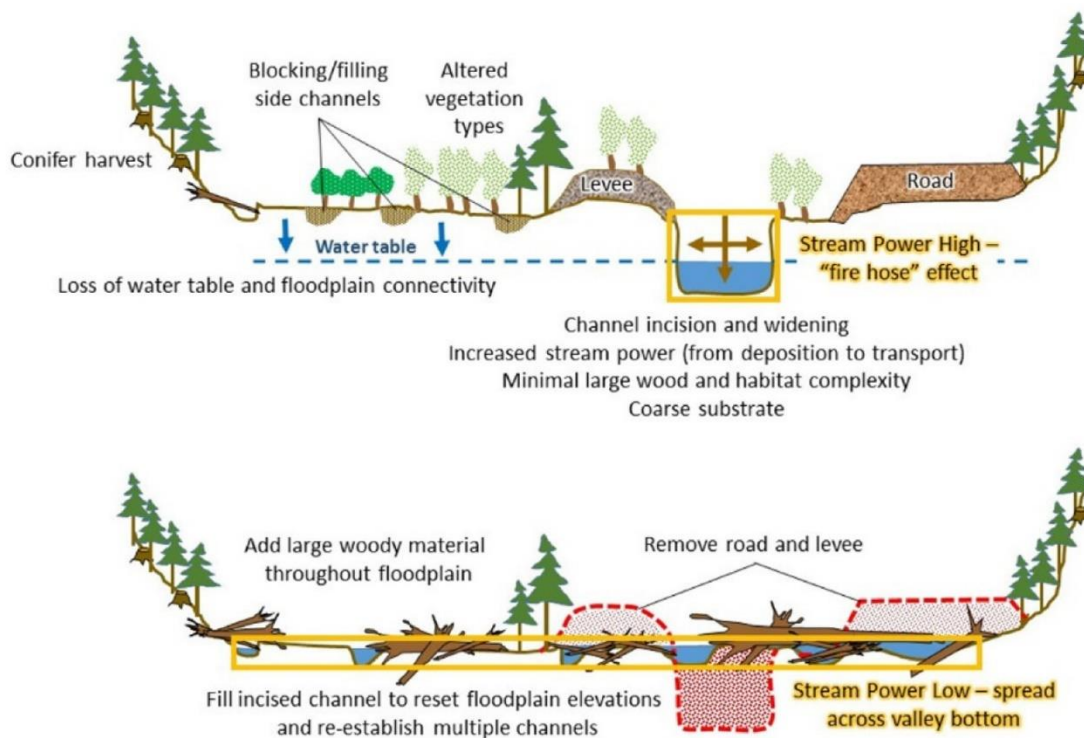 Blocking/filling
side channels
Altered
vegetation
types
Conifer harvest
Levee
Road
Water table
Stream Power High –
“fire hose” effect
Loss of water table and floodplain connectivity
Channel incision and widening
Increased stream power (from deposition to transport)
Minimal large wood and habitat complexity
Coarse substrate
Add large woody material
throughout floodplain
Remove road and levee
Fill incised channel to reset floodplain elevations
and re-establish multiple channels
Stream Power Low – spread
across valley bottom